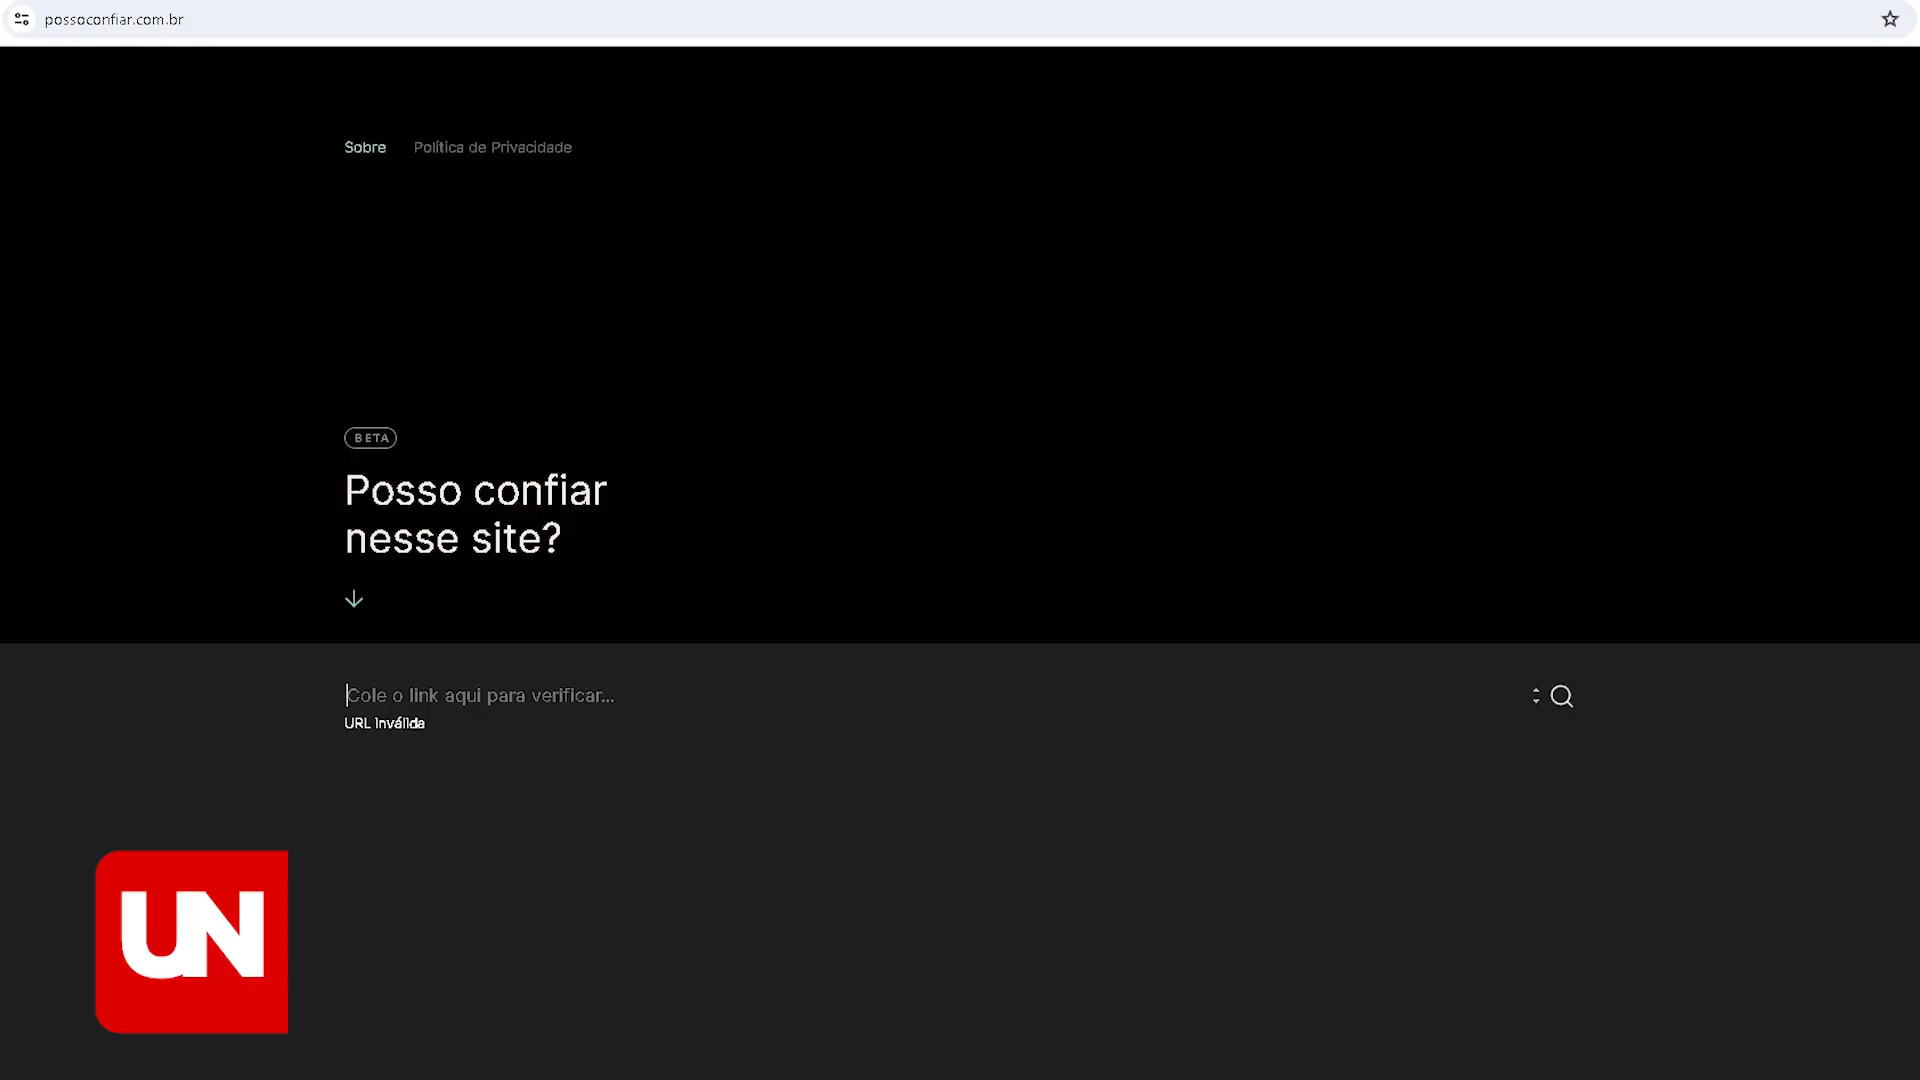 possoconfiar.com.br
Sobre Política de Privacidade
BETA
Posso confiar
nesse site?
Cole o link aqui para verificar...
URL inválida
UN